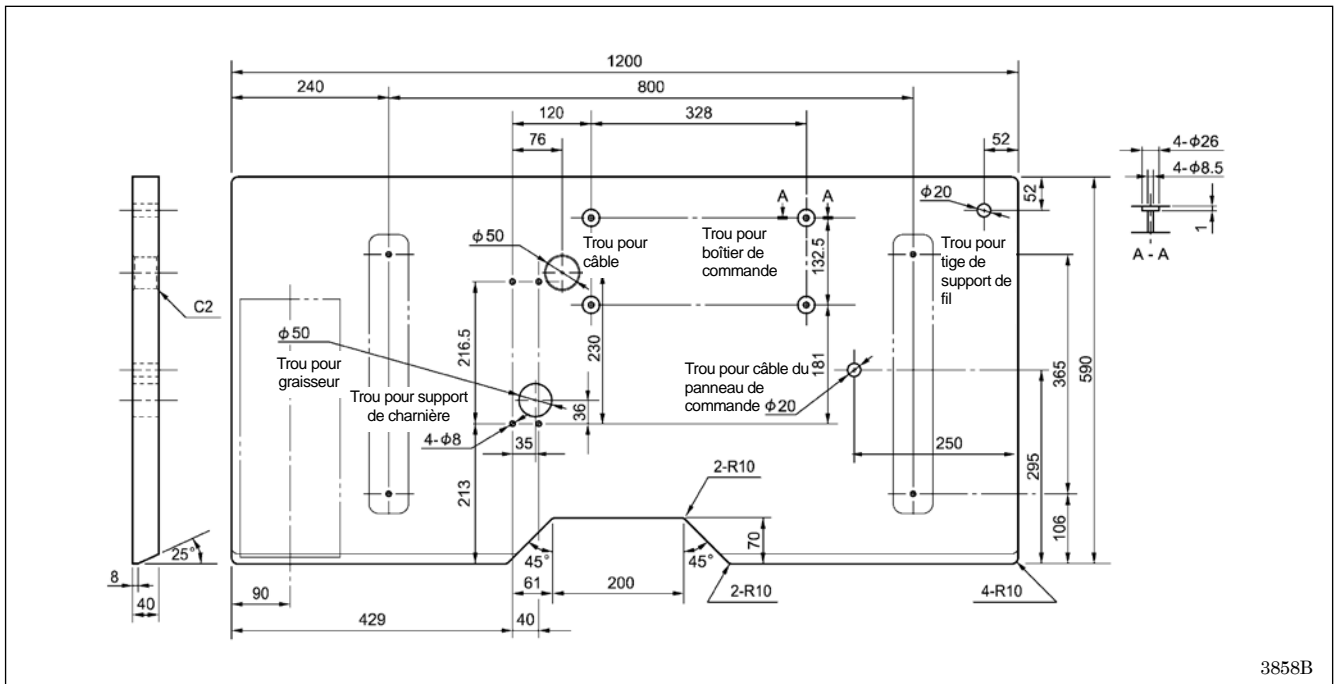 1200
240
800
120
328
76
52
4-φ26
4-φ8.5
1
A - A
A
A
φ20
52
φ50
Trou pour
câble
Trou pour
boîtier de
commande
132.5
Trou pour
tige de
support de
fil
C2
φ50
Trou pour
graisseur
216.5
230
181
365
590
Trou pour support
de charnière
Trou pour câble du
panneau de
commande
φ20
36
4-φ8
35
250
295
213
2-R10
70
106
25°
45°
45°
8
40
90
61
200
2-R10
4-R10
429
40
3858B